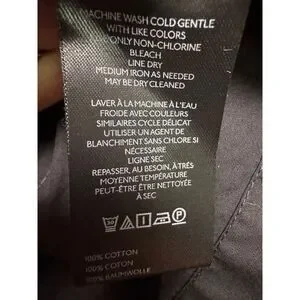 MACHINE WASH COLD GENTLE
WITH LIKE COLORS
ONLY NON-CHLORINE
BLEACH
LINE DRY
MEDIUM IRON AS NEEDED
MAY BE DRY CLEANED
LAVER À LA MACHINE À L'EAU
FROIDE AVEC COULEURS
SIMILAIRES CYCLE DÉLICAT
UTILISER UN AGENT DE
BLANCHIMENT SANS CHLORE SI
NÉCESSAIRE
LIGNE SEC
REPASSER, AU BESOIN, À TRÈS
MOYENNE TEMPÉRATURE
PEUT-ÊTRE ÊTRE NETTOYÉE
À SEC
30 A P
100% COTTON
100% COTON
100% BAUMWOLLE